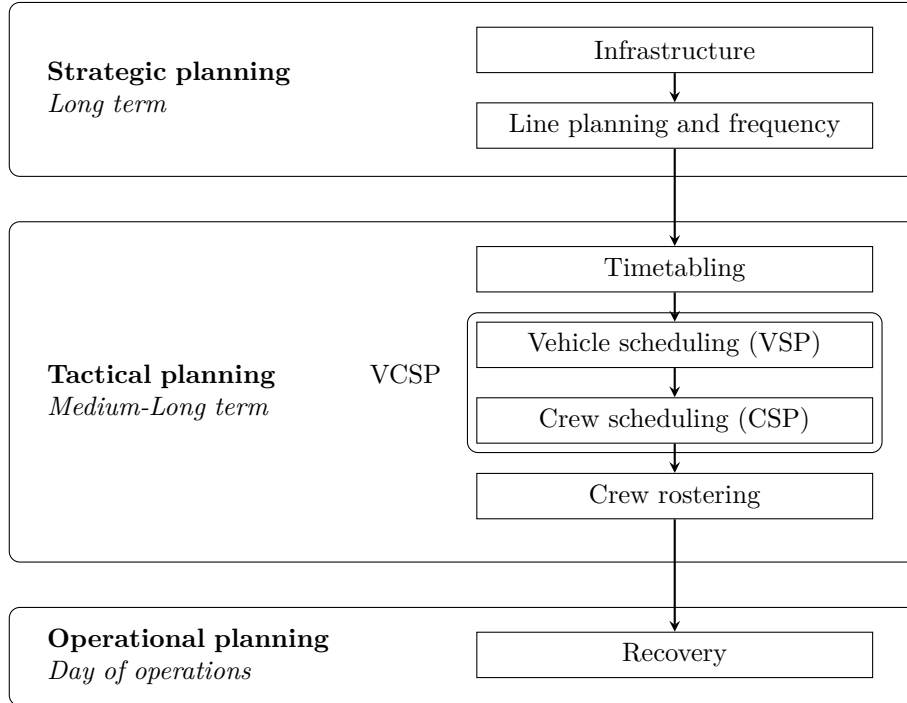 Infrastructure
Strategic planning
Long term
Line planning and frequency
Timetabling
Vehicle scheduling (VSP)
Tactical planning
VCSP
Medium-Long term
Crew scheduling (CSP)
Crew rostering
Operational planning
Day of operations
Recovery